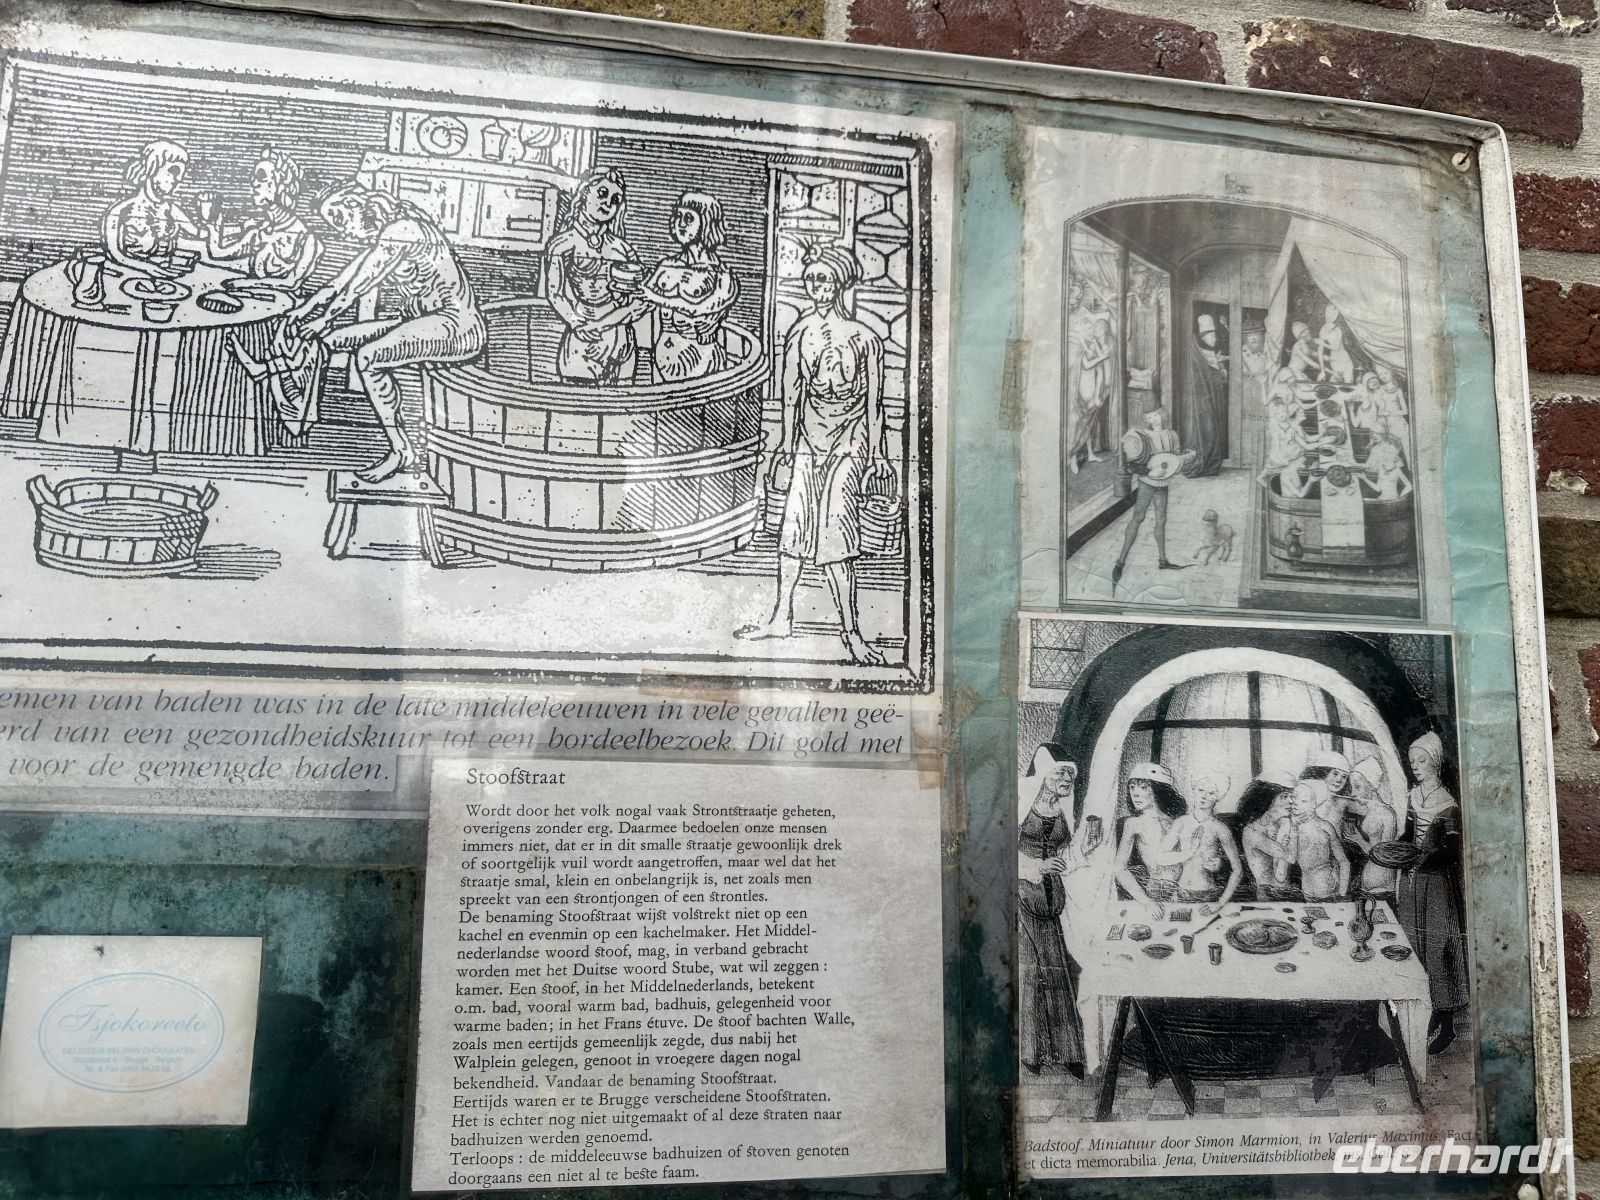 emen van baden was in de late middeleeuwen in vele gevallen geë-
erd van een gezondheidskuur tot een bordeelbezoek. Dit gold met
voor de gemengde baden.
Stoofstraat
Wordt door het volk nogal vaak Strontstraatje geheten,
overigens zonder erg. Daarmee bedoelen onze mensen
immers niet, dat er in dit smalle straatje gewoonlijk drek
of soortgelijk vuil wordt aangetroffen, maar wel dat het
straatje smal, klein en onbelangrijk is, net zoals men
spreekt van een strontjongen of een strontles.
De benaming Stoofstraat wijst volstrekt niet op een
kachel en evenmin op een kachelmaker. Het Middel-
nederlandse woord stoof, mag, in verband gebracht
worden met het Duitse woord Stube, wat wil zeggen :
kamer. Een stoof, in het Middelnederlands, betekent
o.m. bad, vooral warm bad, badhuis, gelegenheid voor
warme baden; in het Frans étuve. De stoof bachten Walle,
zoals men eertijds gemeenlijk zegde, dus nabij het
Walplein gelegen, genoot in vroegere dagen nogal
bekendheid. Vandaar de benaming Stoofstraat.
Eertijds waren er te Brugge verscheidene Stoofstraten.
Het is echter nog niet uitgemaakt of al deze straten naar
badhuizen werden genoemd.
Terloops : de middeleeuwse badhuizen of stoven genoten
doorgaans een niet al te beste faam.
Tsjokoreeto
DELICIOUS BELGIAN CHOCOLATES
Stoofstraat 4 - Brugge - Belgium
Badstoof. Miniatuur door Simon Marmion, in Valerius Maximus, Fact
et dicta memorabilia. Jena, Universitätsbibliothek
eberhardt